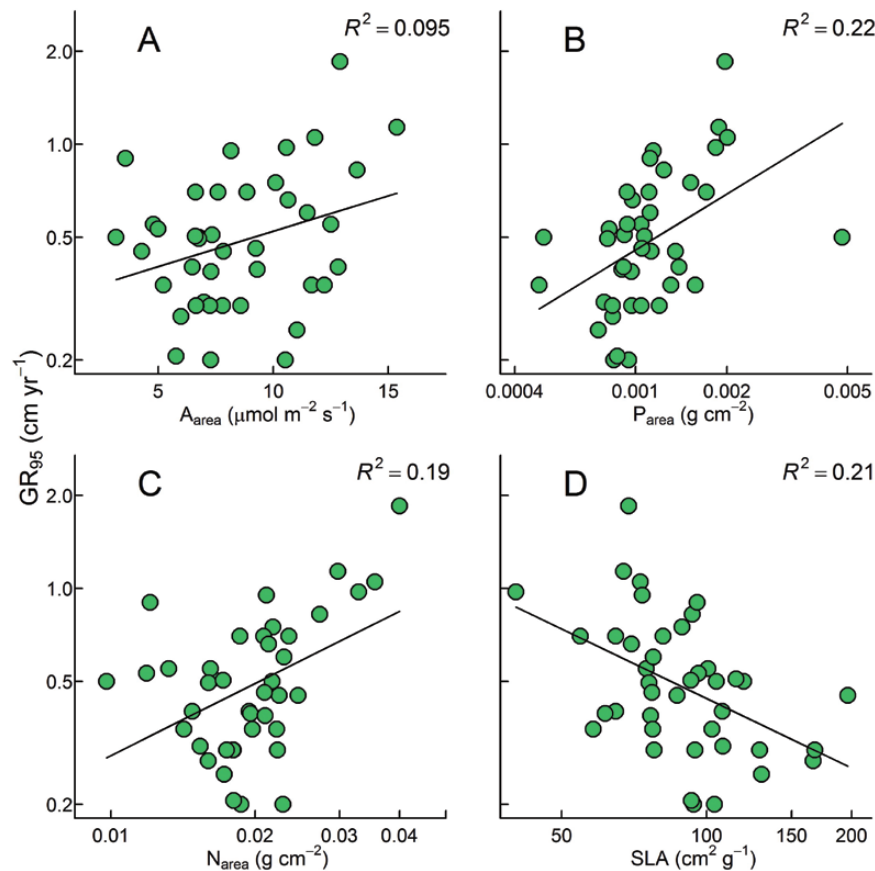 A
R² = 0.095
2.0
1.0
0.5
0.2
5
10
15
A_area (μmol m⁻² s⁻¹)
B
R² = 0.22
0.0004
0.001
0.002
0.005
P_area (g cm⁻²)
GR₉₅ (cm yr⁻¹)
C
R² = 0.19
2.0
1.0
0.5
0.2
0.01
0.02
0.03
0.04
N_area (g cm⁻²)
D
R² = 0.21
50
100
150
200
SLA (cm² g⁻¹)